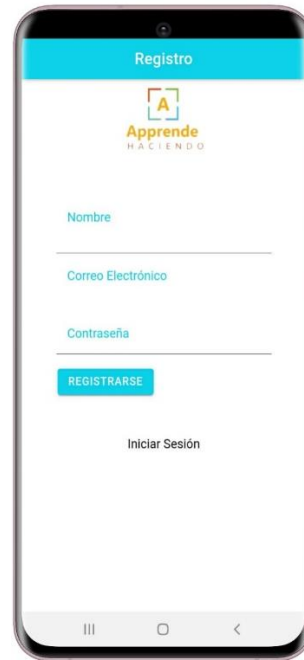 Registro
A
Apprende
HACIENDO
Nombre
Correo Electrónico
Contraseña
REGISTRARSE
Iniciar Sesión